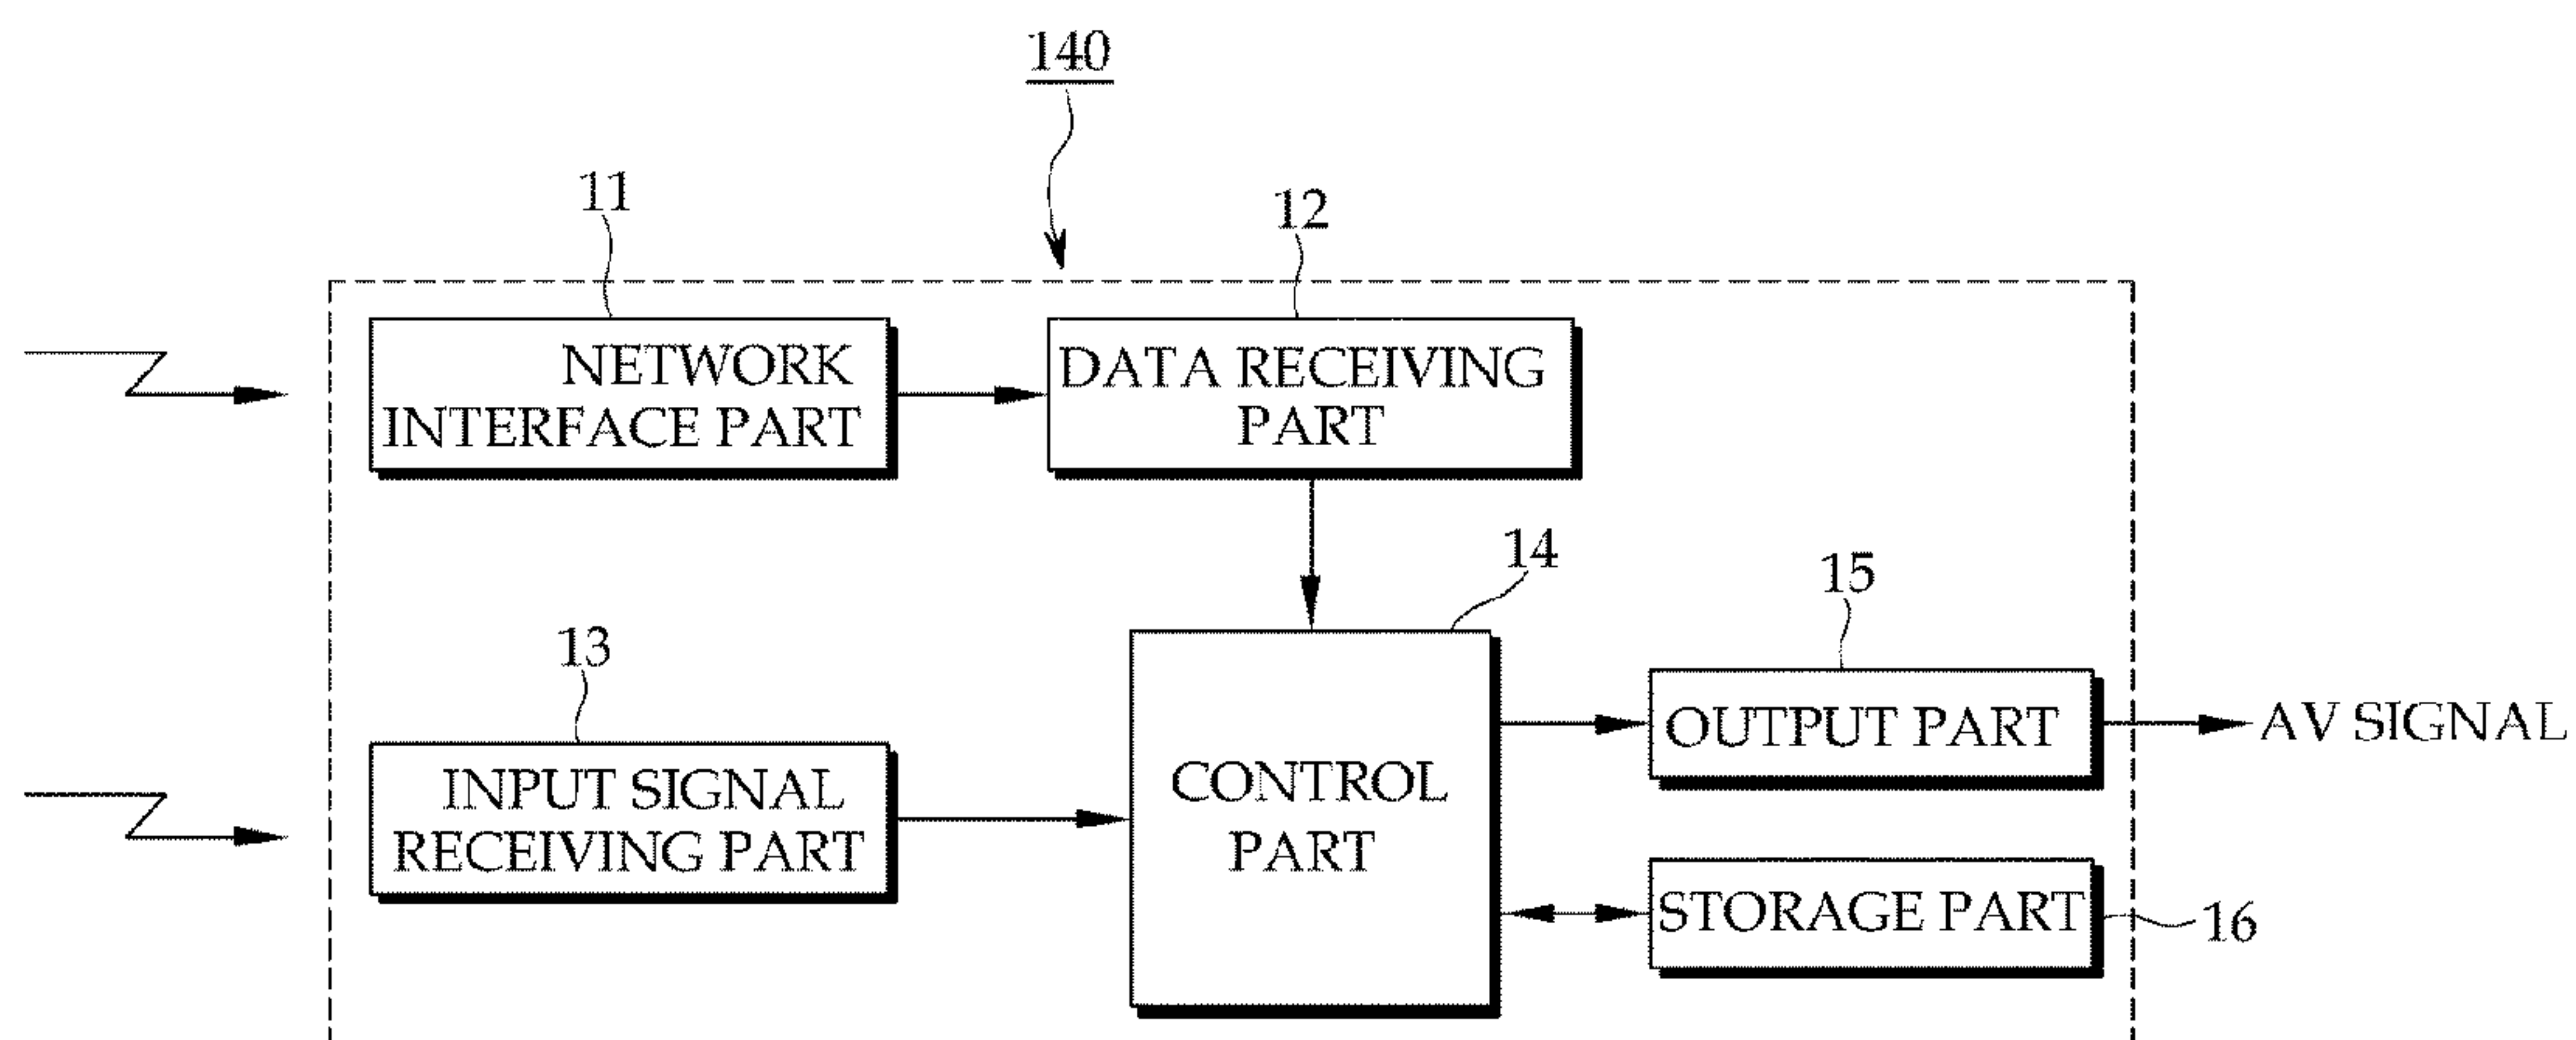 140
11
12
NETWORK
INTERFACE PART
DATA RECEIVING
PART
14
15
13
INPUT SIGNAL
RECEIVING PART
CONTROL
PART
OUTPUT PART
AV SIGNAL
STORAGE PART
16